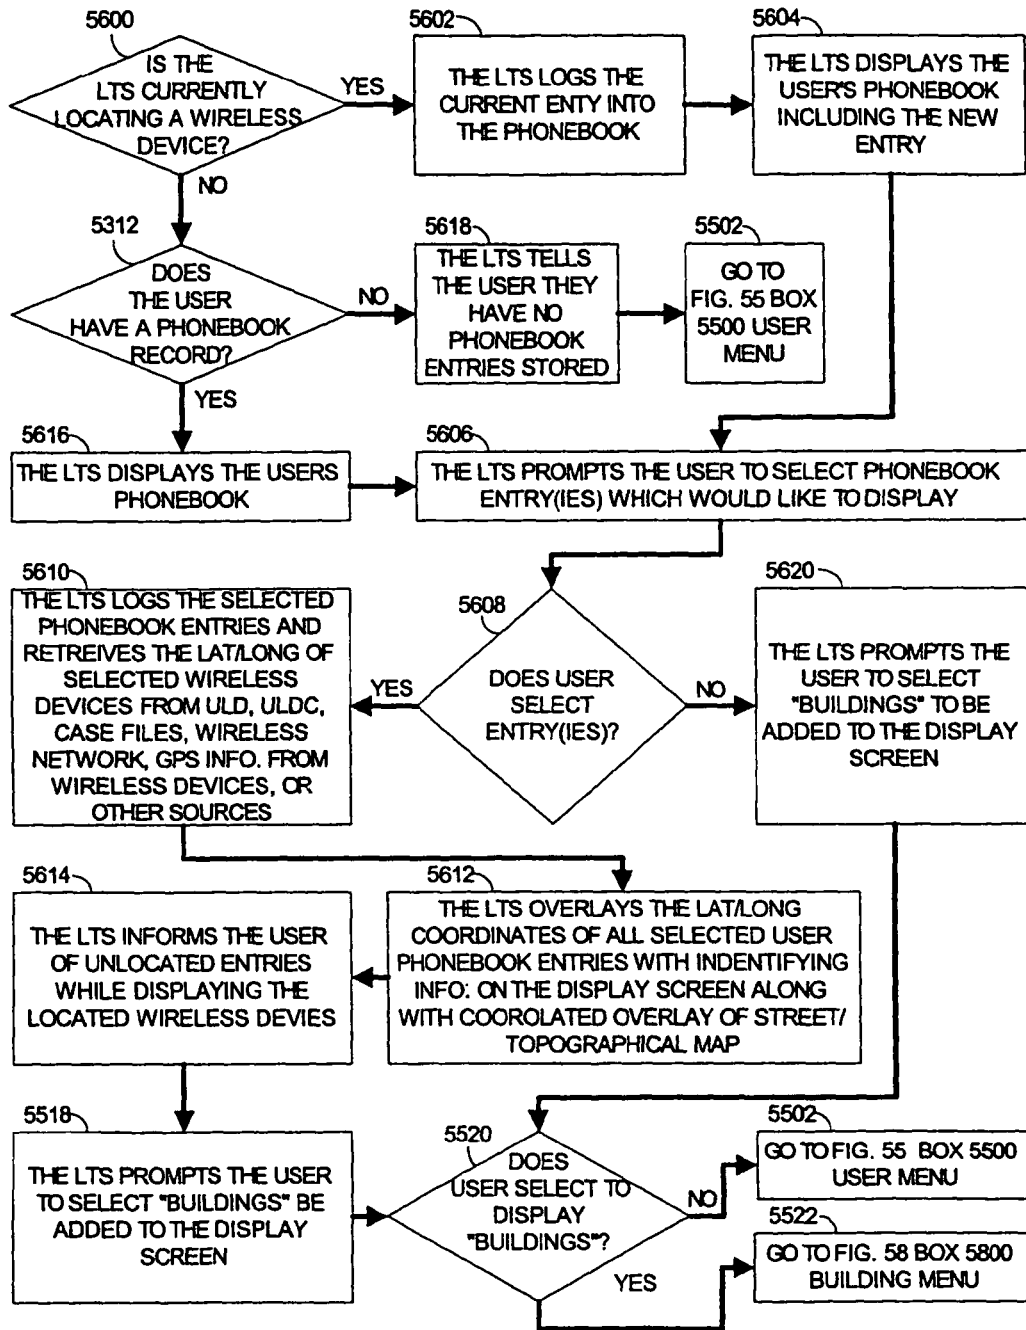 5600
IS THE
LTS CURRENTLY
LOCATING A WIRELESS
DEVICE?
YES
NO
5602
THE LTS LOGS THE
CURRENT ENTY INTO
THE PHONEBOOK
5604
THE LTS DISPLAYS THE
USER'S PHONEBOOK
INCLUDING THE NEW
ENTRY
5312
DOES
THE USER
HAVE A PHONEBOOK
RECORD?
NO
YES
5618
THE LTS TELLS
THE USER THEY
HAVE NO
PHONEBOOK
ENTRIES STORED
5502
GO TO
FIG. 55 BOX
5500 USER
MENU
5616
THE LTS DISPLAYS THE USERS
PHONEBOOK
5606
THE LTS PROMPTS THE USER TO SELECT PHONEBOOK
ENTRY(IES) WHICH WOULD LIKE TO DISPLAY
5610
THE LTS LOGS THE SELECTED
PHONEBOOK ENTRIES AND
RETREIVES THE LAT/LONG OF
SELECTED WIRELESS
DEVICES FROM ULD, ULDC,
CASE FILES, WIRELESS
NETWORK, GPS INFO. FROM
WIRELESS DEVICES, OR
OTHER SOURCES
5608
DOES USER
SELECT
ENTRY(IES)?
YES
NO
5620
THE LTS PROMPTS THE
USER TO SELECT
"BUILDINGS" TO BE
ADDED TO THE DISPLAY
SCREEN
5614
THE LTS INFORMS THE USER
OF UNLOCATED ENTRIES
WHILE DISPLAYING THE
LOCATED WIRELESS DEVIES
5612
THE LTS OVERLAYS THE LAT/LONG
COORDINATES OF ALL SELECTED USER
PHONEBOOK ENTRIES WITH INDENTIFYING
INFO: ON THE DISPLAY SCREEN ALONG
WITH COOROLATED OVERLAY OF STREET/
TOPOGRAPHICAL MAP
5518
THE LTS PROMPTS THE USER
TO SELECT "BUILDINGS" BE
ADDED TO THE DISPLAY
SCREEN
5520
DOES
USER SELECT TO
DISPLAY
"BUILDINGS"?
NO
YES
5502
GO TO FIG. 55 BOX 5500
USER MENU
5522
GO TO FIG. 58 BOX 5800
BUILDING MENU